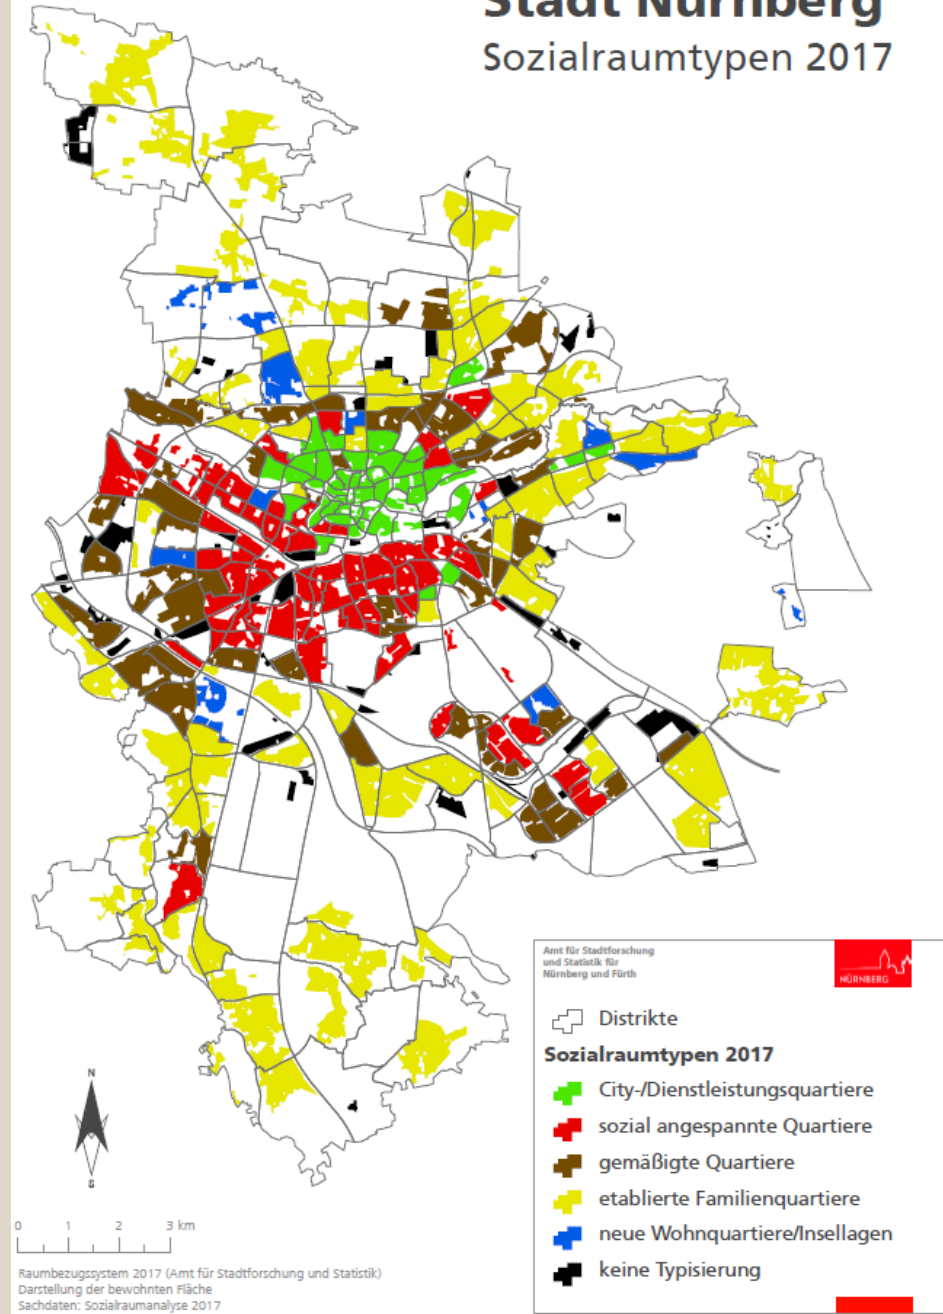 Stadt Nürnberg
Sozialraumtypen 2017
Amt für Stadtforschung
und Statistik für
Nürnberg und Fürth
NÜRNBERG
Distrikte
Sozialraumtypen 2017
City-/Dienstleistungsquartiere
sozial angespannte Quartiere
gemäßigte Quartiere
etablierte Familienquartiere
neue Wohnquartiere/Insellagen
keine Typisierung
N
S
0 1 2 3 km
Raumbezugssystem 2017 (Amt für Stadtforschung und Statistik)
Darstellung der bewohnten Fläche
Sachdaten: Sozialraumanalyse 2017